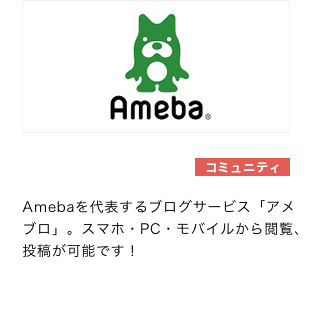 Ameba®
コミュニティ
Amebaを代表するブログサービス「アメ
ブロ」。スマホ・PC・モバイルから閲覧、
投稿が可能です！